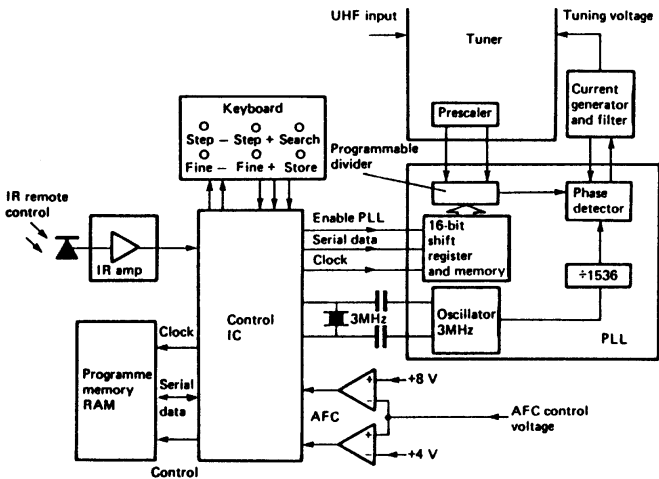 UHF input
Tuning voltage
Tuner
Current
generator
and filter
Keyboard
Step – Step + Search
Fine – Fine + Store
Prescaler
Programmable
divider
Phase
detector
IR remote
control
IR amp
Enable PLL
Serial data
Clock
16-bit
shift
register
and memory
÷1536
Control
IC
3MHz
Oscillator
3MHz
PLL
Programme
memory
RAM
Clock
Serial
data
Control
AFC
+
–
+8 V
+
–
+4 V
AFC control
voltage